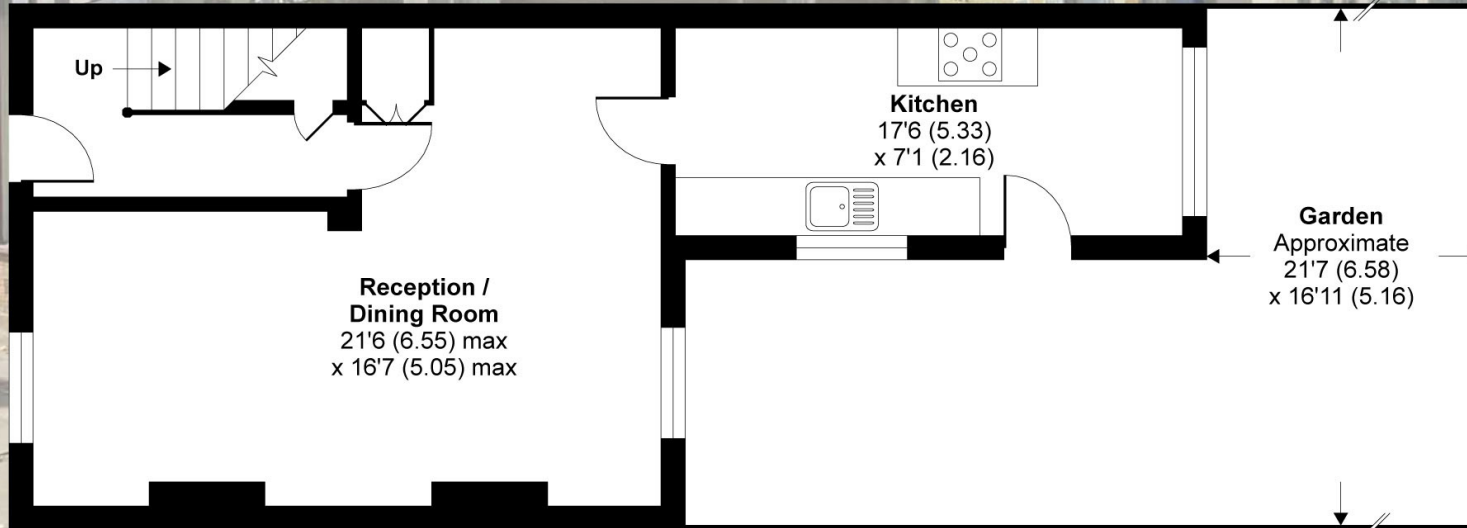 Up
Kitchen
17'6 (5.33)
x 7'1 (2.16)
Reception /
Dining Room
21'6 (6.55) max
x 16'7 (5.05) max
Garden
Approximate
21'7 (6.58)
x 16'11 (5.16)